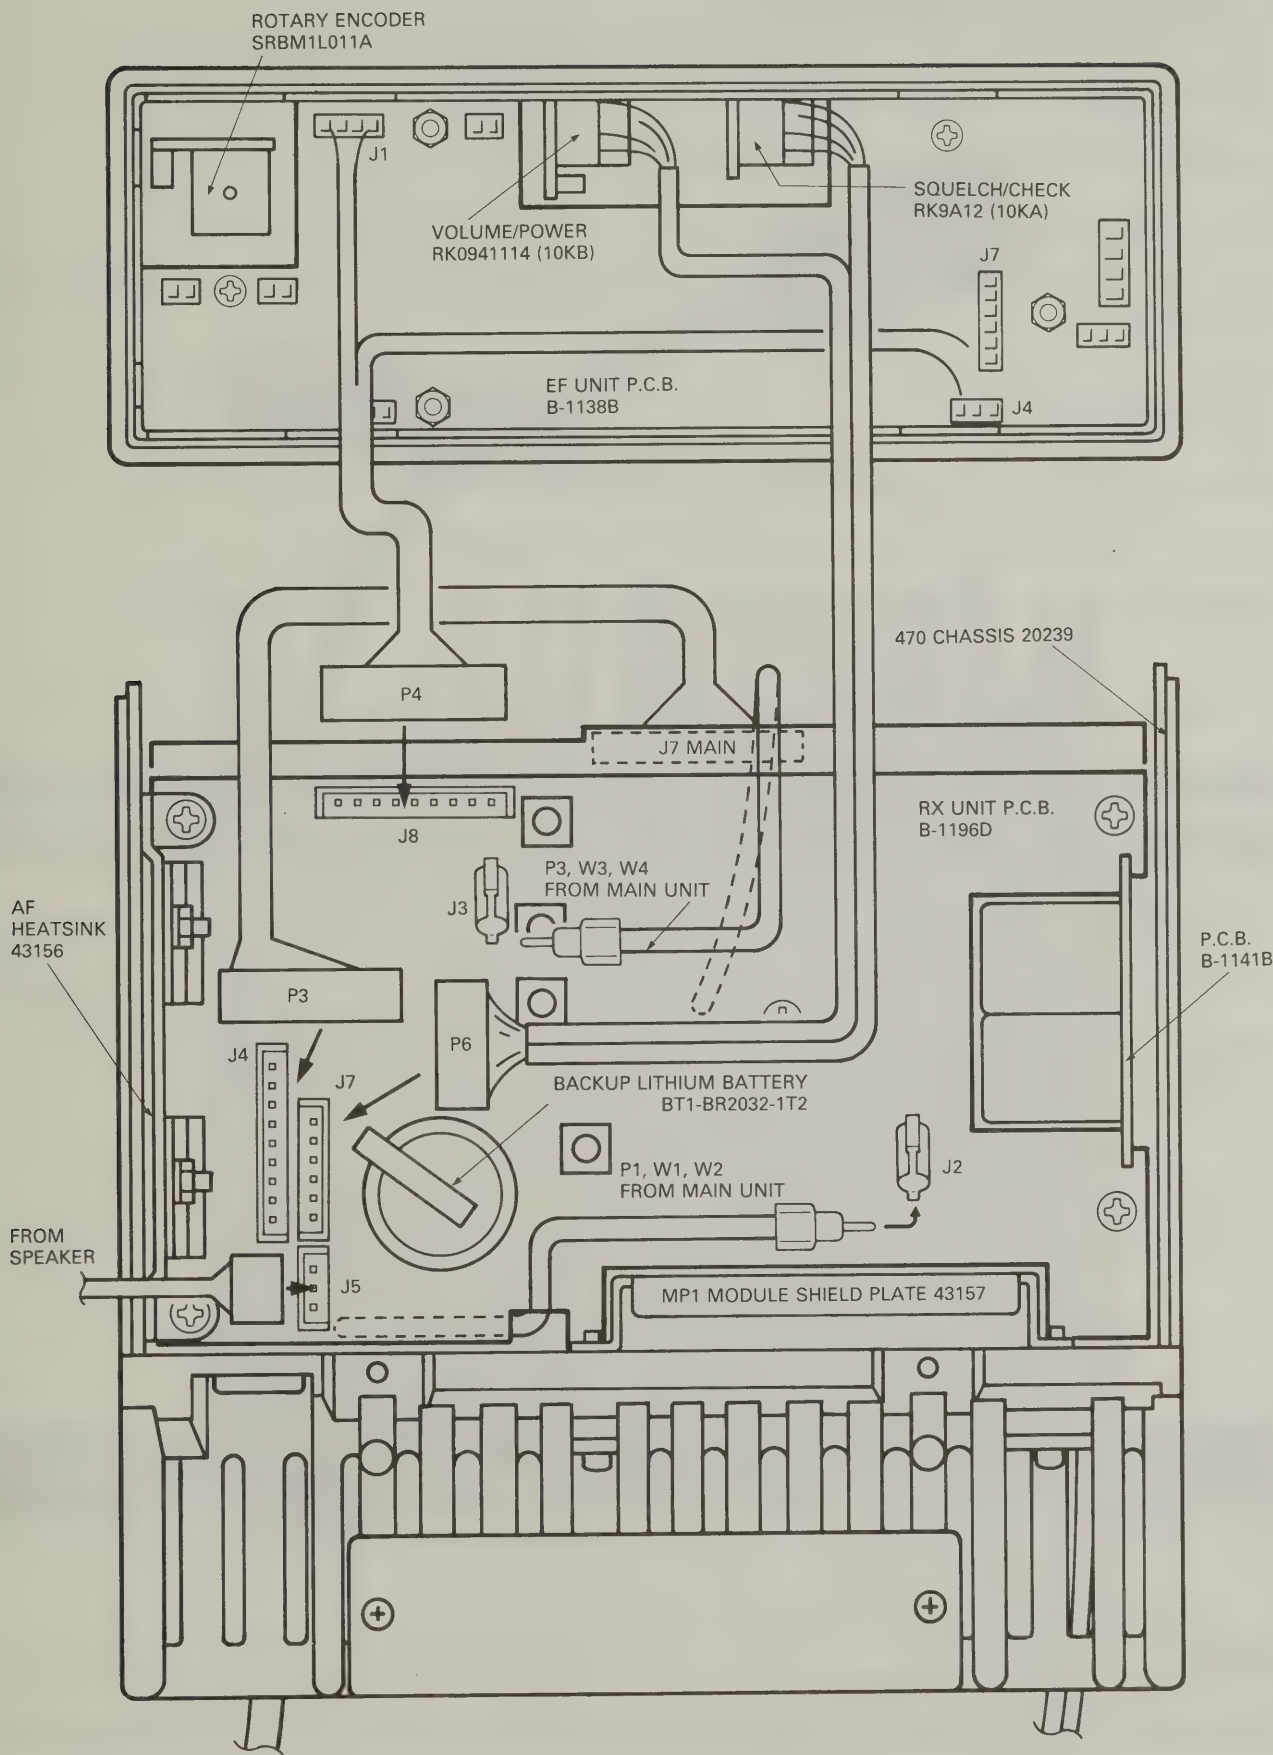 ROTARY ENCODER
SRBM1L011A
J1
VOLUME/POWER
RK0941114 (10KB)
SQUELCH/CHECK
RK9A12 (10KA)
J7
EF UNIT P.C.B.
B-1138B
J4
470 CHASSIS 20239
P4
J7 MAIN
J8
RX UNIT P.C.B.
B-1196D
P3, W3, W4
FROM MAIN UNIT
J3
AF
HEATSINK
43156
P.C.B.
B-1141B
P3
P6
J4
J7
BACKUP LITHIUM BATTERY
BT1-BR2032-1T2
J2
P1, W1, W2
FROM MAIN UNIT
FROM
SPEAKER
J5
MP1 MODULE SHIELD PLATE 43157